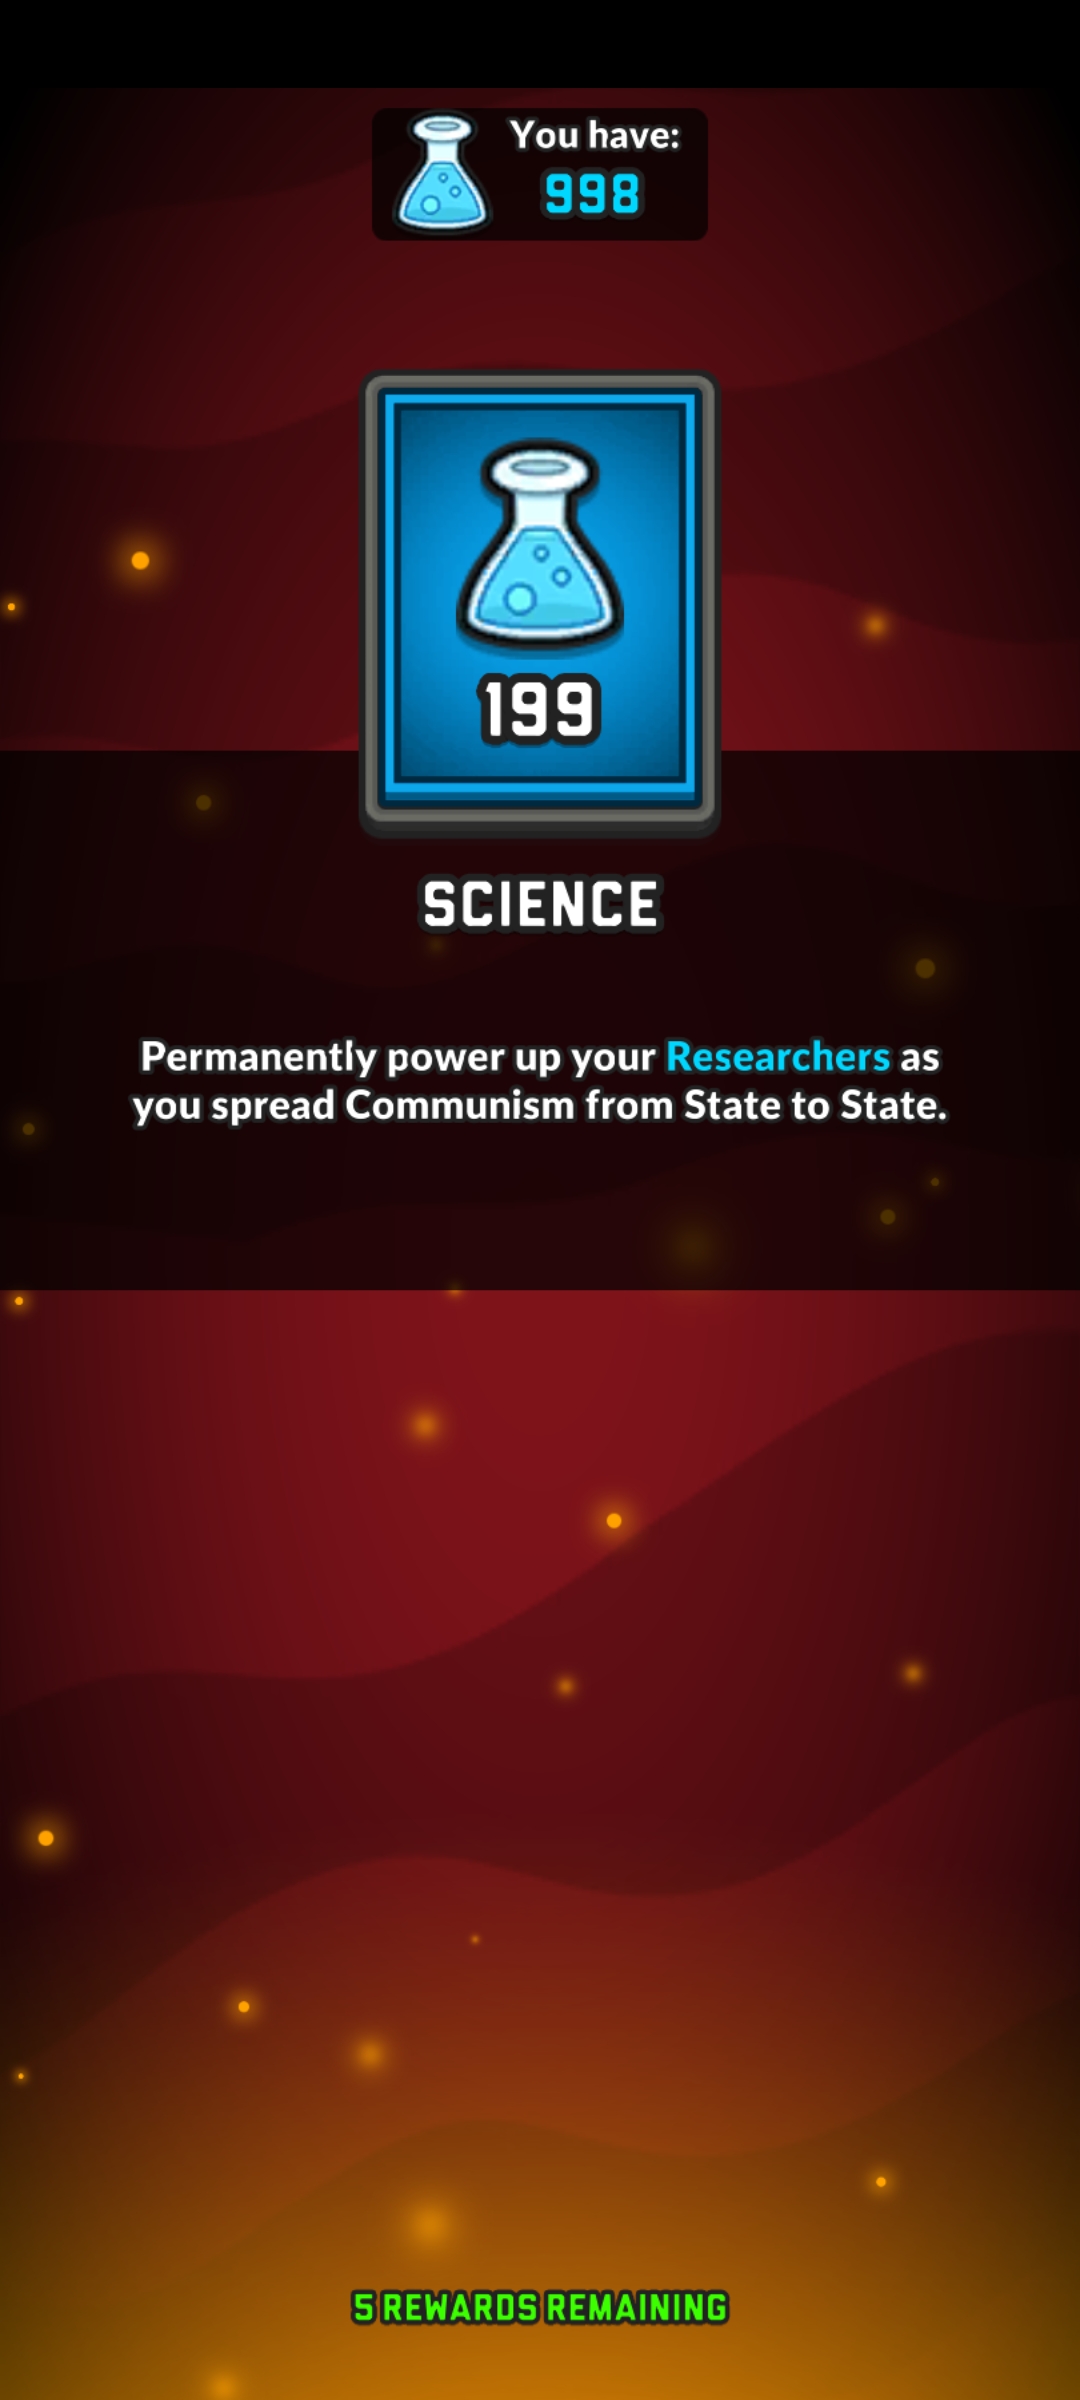 You have:
998
199
SCIENCE
Permanently power up your Researchers as
you spread Communism from State to State.
5 REWARDS REMAINING